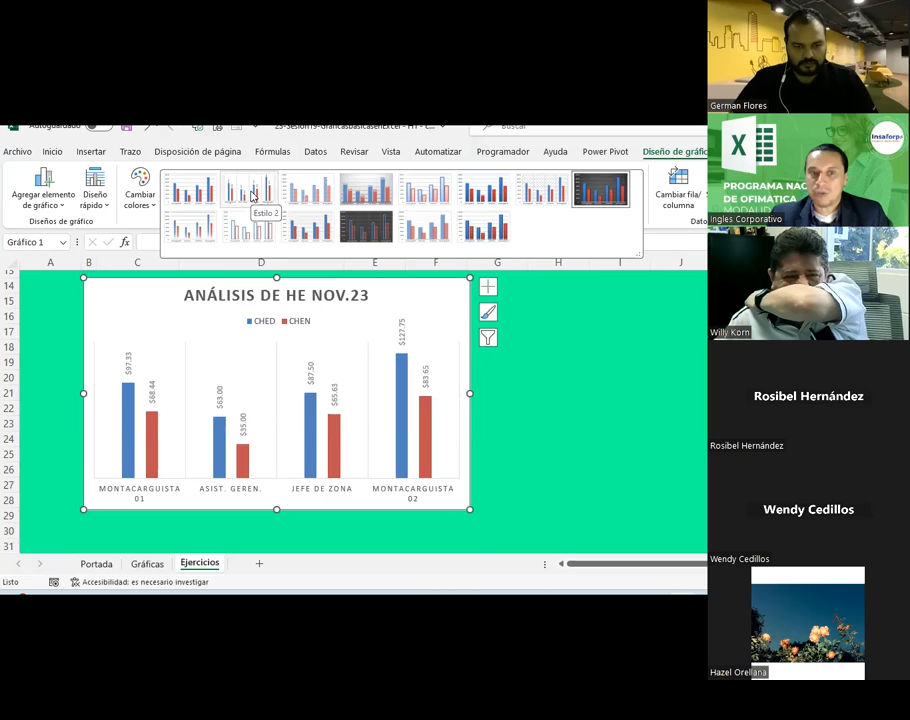 Autoguardado
23-Sesion19-GraficasBasicasenExcel - HT - C...
Buscar
Archivo Inicio Insertar Trazo Disposición de página Fórmulas Datos Revisar Vista Automatizar Programador Ayuda Power Pivot Diseño de gráfic
Agregar elemento de gráfico
Diseño rápido
Cambiar colores
Cambiar fila/ columna
Diseños de gráfico
Estilo 2
Gráfico 1
fx
A B C D E F G H I J
13
14
15
16
17
18
19
20
21
22
23
24
25
26
27
28
29
30
31
ANÁLISIS DE HE NOV.23
CHED CHEN
$97.33
$68.44
$63.00
$35.00
$87.50
$65.63
$127.75
$83.65
MONTACARGUISTA 01
ASIST. GEREN.
JEFE DE ZONA
MONTACARGUISTA 02
Portada Gráficas Ejercicios
Listo
Accesibilidad: es necesario investigar
German Flores
Insaforp
PROGRAMA NAC
DE OFIMATICA
MODALID
Ingles Corporativo
Willy Korn
Rosibel Hernández
Rosibel Hernández
Wendy Cedillos
Wendy Cedillos
Hazel Orellana